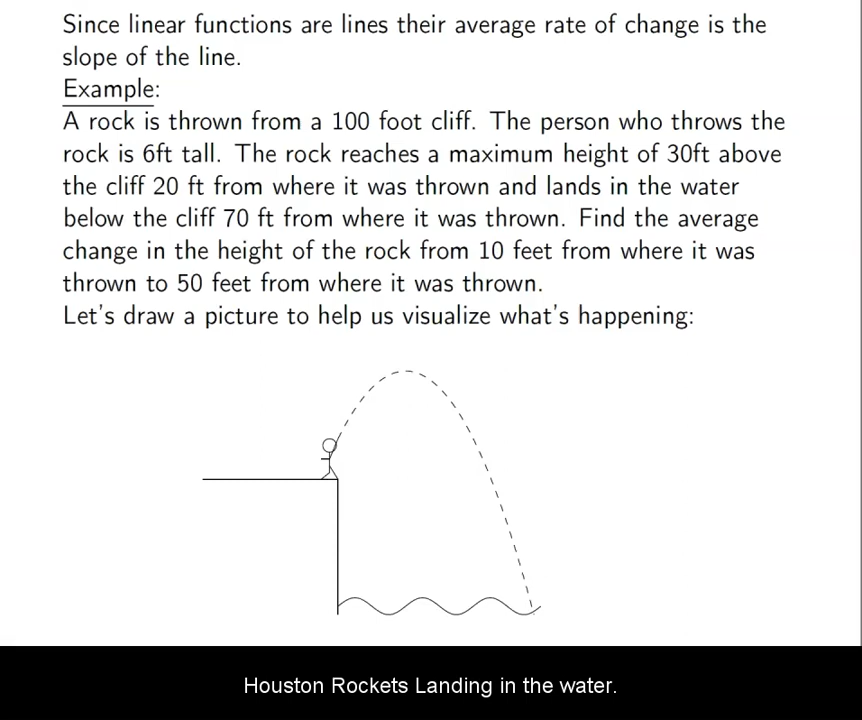 Since linear functions are lines their average rate of change is the
slope of the line.
Example:
A rock is thrown from a 100 foot cliff. The person who throws the
rock is 6ft tall. The rock reaches a maximum height of 30ft above
the cliff 20 ft from where it was thrown and lands in the water
below the cliff 70 ft from where it was thrown. Find the average
change in the height of the rock from 10 feet from where it was
thrown to 50 feet from where it was thrown.
Let's draw a picture to help us visualize what's happening:
Houston Rockets Landing in the water.